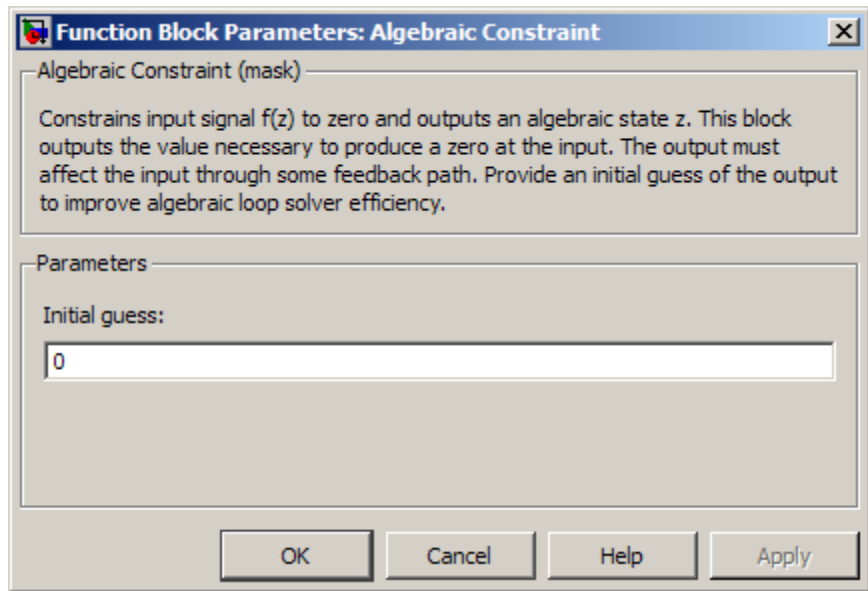 Function Block Parameters: Algebraic Constraint
Algebraic Constraint (mask)
Constrains input signal f(z) to zero and outputs an algebraic state z. This block
outputs the value necessary to produce a zero at the input. The output must
affect the input through some feedback path. Provide an initial guess of the output
to improve algebraic loop solver efficiency.
Parameters
Initial guess:
0
OK Cancel Help Apply